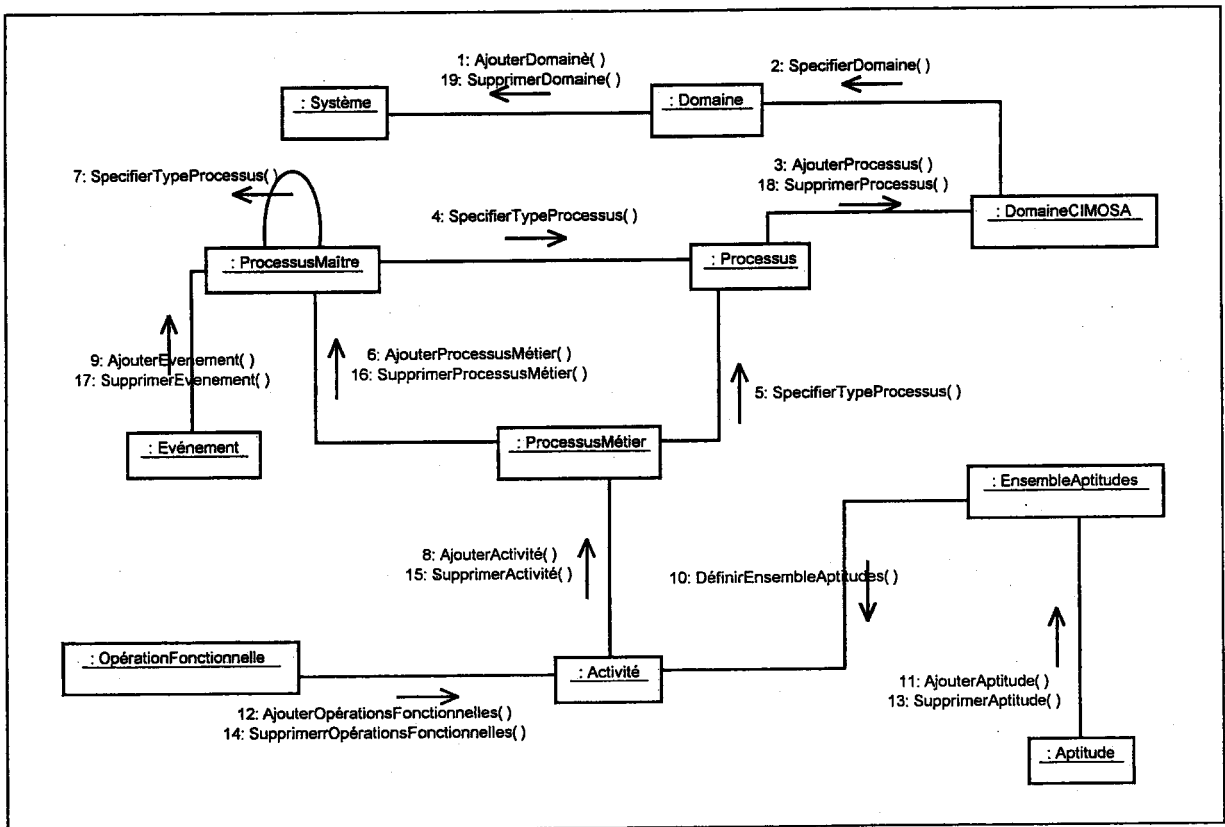 1: AjouterDomainè( )
19: SupprimerDomaine( )
2: SpecifierDomaine( )
: Système
: Domaine
7: SpecifierTypeProcessus( )
3: AjouterProcessus( )
18: SupprimerProcessus( )
4: SpecifierTypeProcessus( )
: DomaineCIMOSA
: ProcessusMaître
: Processus
9: AjouterEvenement( )
17: SupprimerEvenement( )
6: AjouterProcessusMétier( )
16: SupprimerProcessusMétier( )
5: SpecifierTypeProcessus( )
: Evénement
: ProcessusMétier
: EnsembleAptitudes
8: AjouterActivité( )
15: SupprimerActivité( )
10: DéfinirEnsembleAptitudes( )
: OpérationFonctionnelle
: Activité
11: AjouterAptitude( )
13: SupprimerAptitude( )
12: AjouterOpérationsFonctionnelles( )
14: SupprimerrOpérationsFonctionnelles( )
: Aptitude